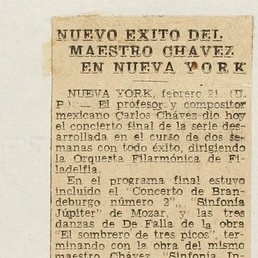 NUEVO EXITO DEL
MAESTRO CHAVEZ
EN NUEVA YORK
NUEVA YORK, febrero 21. (U.
P.) — El profesor y compositor
mexicano Carlos Chávez dio hoy
el concierto final de la serie des-
arrollada en el curso de dos se-
manas con todo éxito, dirigiendo
la Orquesta Filarmónica de Fi-
ladelfia.
En el programa final estuvo
incluído el "Concerto de Bran-
deburgo número 2", "Sinfonía
Júpiter" de Mozar, y las tres
danzas de De Falla de la obra
"El sombrero de tres picos", ter-
minando con la obra del mismo
maestro Chávez "Sinfonía In-